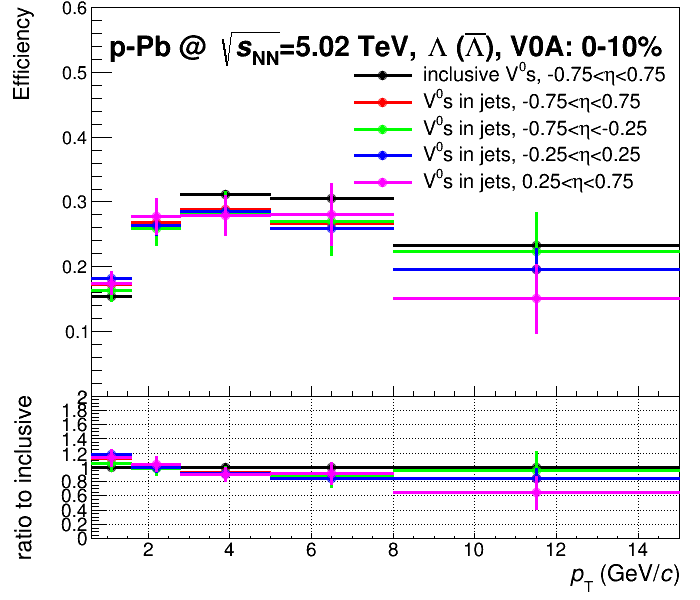 0.6
Efficiency
p-Pb @ √sNN=5.02 TeV, Λ (Λ̅), V0A: 0-10%
inclusive V⁰s, -0.75<η<0.75
V⁰s in jets, -0.75<η<0.75
V⁰s in jets, -0.75<η<-0.25
V⁰s in jets, -0.25<η<0.25
V⁰s in jets, 0.25<η<0.75
0.5
0.4
0.3
0.2
0.1
ratio to inclusive
2
1.8
1.6
1.4
1.2
1
0.8
0.6
0.4
0.2
0
2 4 6 8 10 12 14
pT (GeV/c)